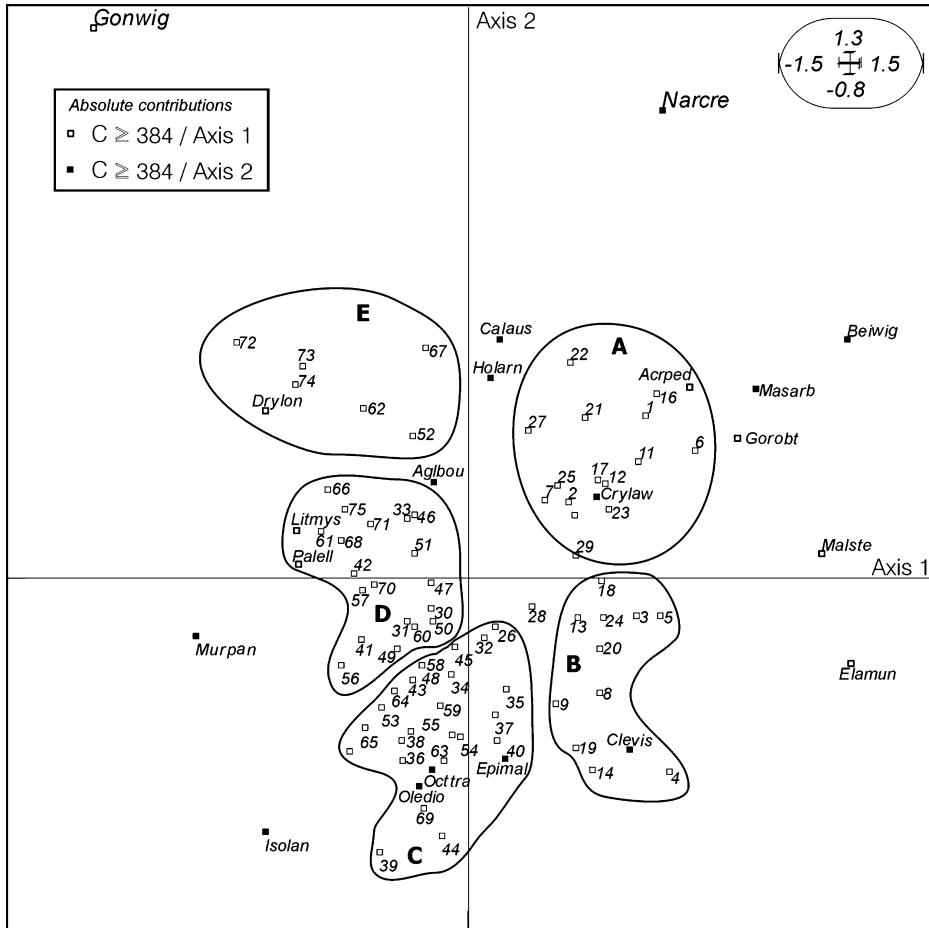 Gonwig
Axis 2
1.3
-1.5 1.5
-0.8
Narcre
Absolute contributions
C ≥ 384 / Axis 1
C ≥ 384 / Axis 2
E
72
73
74
67
Drylon
62
52
Calaus
Holarn
A
22
Acrped
16
Beiwig
Masarb
27
21
1
Gorobt
6
11
17
12
25
7
2
Crylaw
23
29
Malste
Axis 1
Aglbou
66
75
33
46
Litmys
71
61
68
51
Palell
42
57
70
47
D
30
31
60
50
41
49
56
Murpan
28
18
13
24
3
5
20
B
8
9
19
Clevis
14
4
Elamun
26
32
45
58
48
34
43
64
35
59
53
55
37
65
38
54
36
63
40
Epimal
Octtra
Oledio
69
44
C
39
Isolan